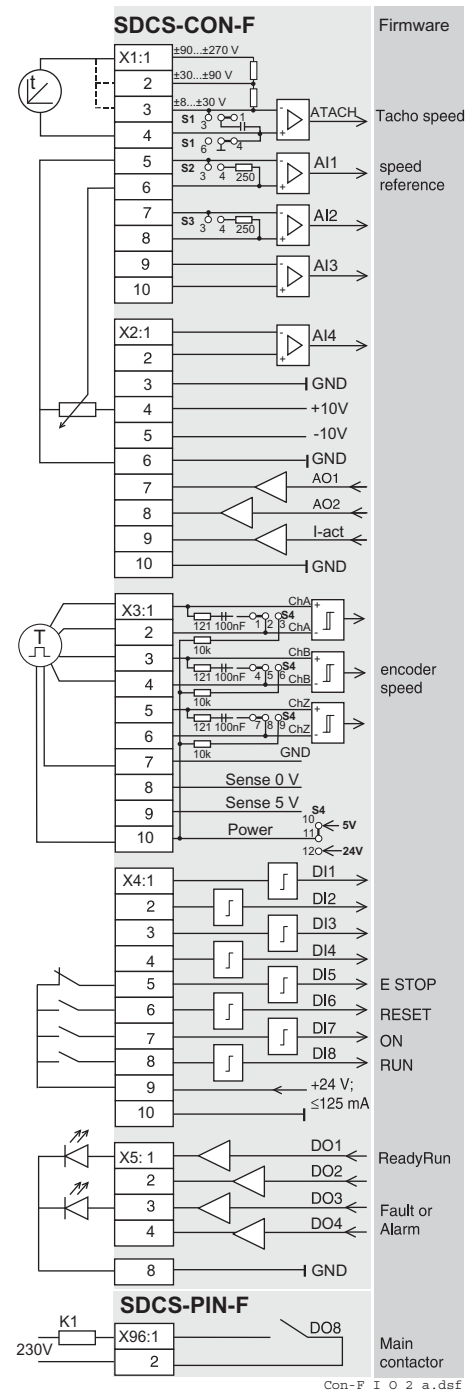 SDCS-CON-F Firmware
X1:1 ±90...±270 V
2 ±30...±90 V
3 ±8...±30 V ATACH Tacho speed
S1 3 1
4
S1 6 4
5 AI1 speed
S2 3 4 250 reference
6
7 AI2
S3 3 4 250
8
9 AI3
10
X2:1 AI4
2
3 GND
4 +10V
5 -10V
6 GND
7 AO1
8 AO2
9 I-act
10 GND
T
X3:1 ChA +
121 100nF 1 2 3 S4
2 ChA -
10k
3 ChB +
121 100nF 4 5 6 S4
4 ChB -
encoder
speed
10k
5 ChZ +
121 100nF 7 8 9 S4
6 ChZ -
10k
7 GND
8 Sense 0 V
9 Sense 5 V S4
10 Power 10 11 5V
12 24V
X4:1 DI1
2 DI2
3 DI3
4 DI4
5 DI5 E STOP
6 DI6 RESET
7 DI7 ON
8 DI8 RUN
9 +24 V;
≤125 mA
10
X5: 1 DO1 ReadyRun
2 DO2
3 DO3 Fault or
4 DO4 Alarm
8 GND
SDCS-PIN-F
K1 X96:1 DO8 Main
230V 2 contactor
Con-F I O 2 a.dsf